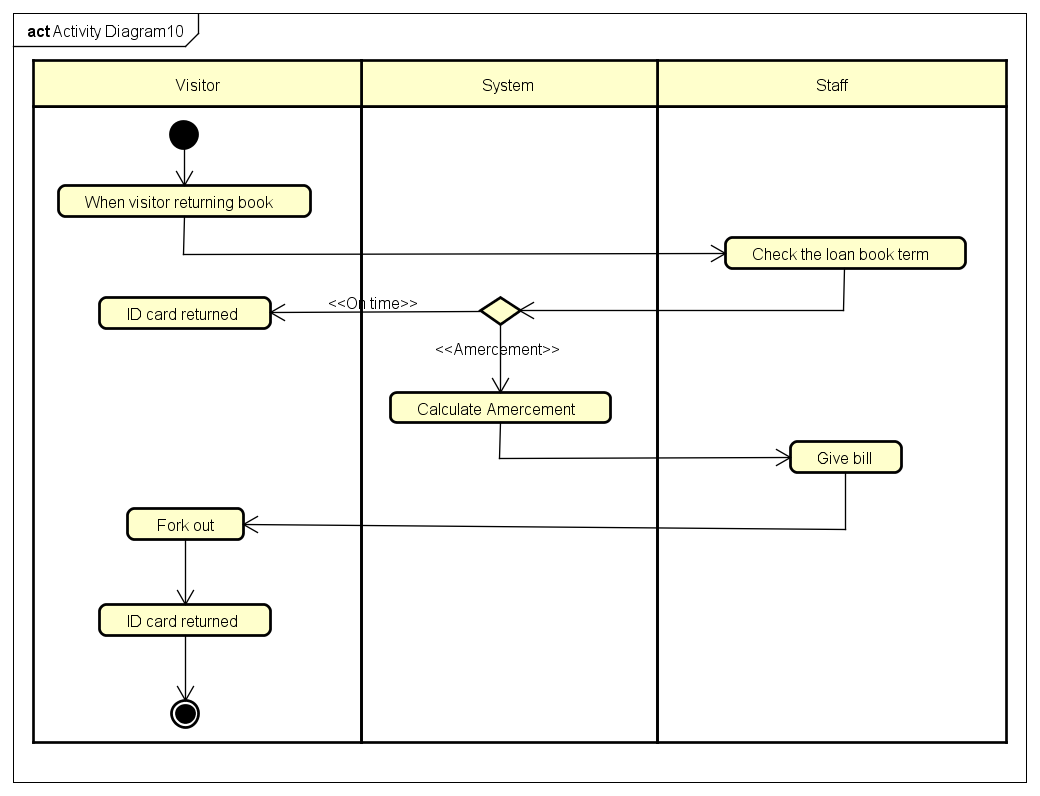 act Activity Diagram10
Visitor
System
Staff
When visitor returning book
Check the loan book term
<<On time>>
ID card returned
<<Amercement>>
Calculate Amercement
Give bill
Fork out
ID card returned